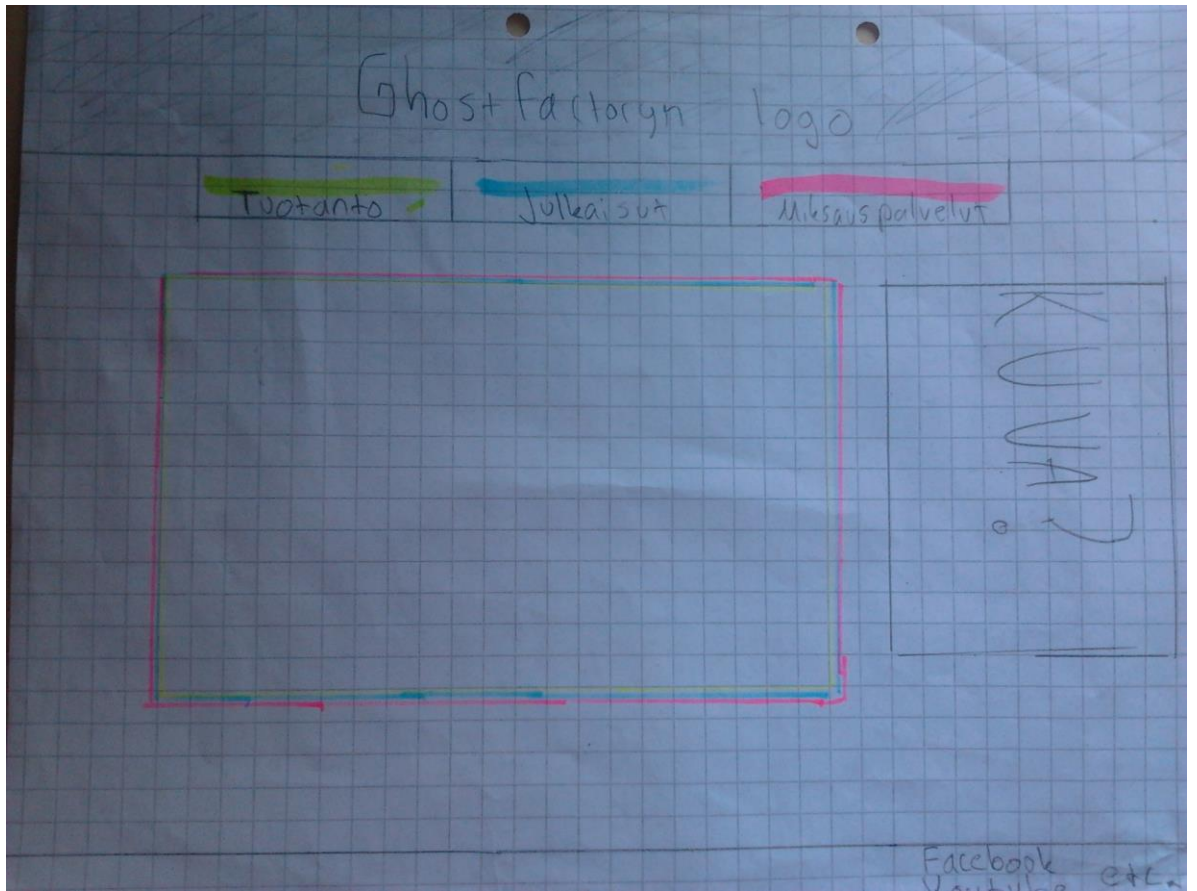 Ghostfactoryn logo
Tuotanto
Julkaisut
Miksauspalvelut
KUVA?
Facebook
etc.